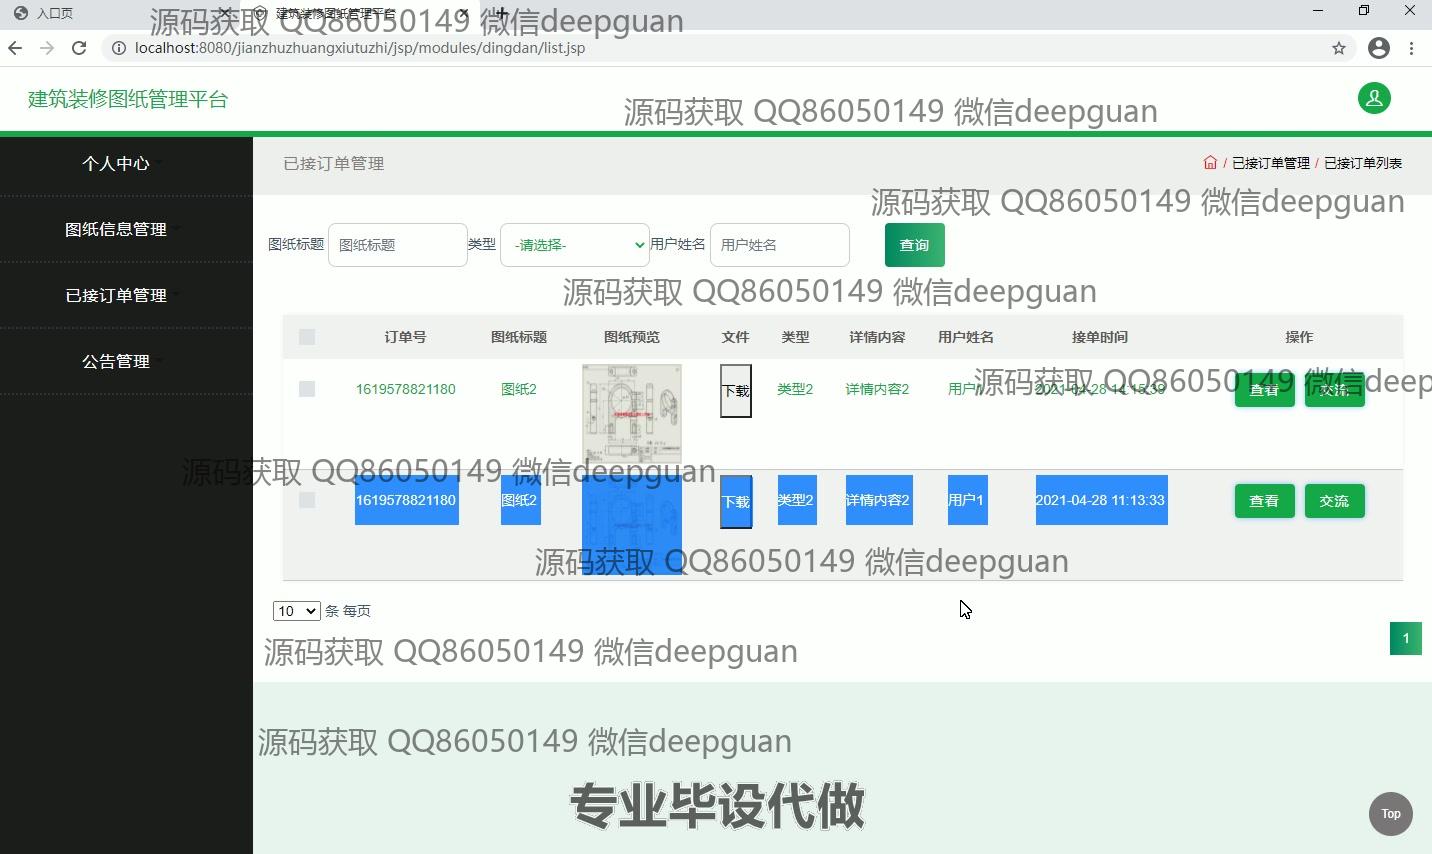 入口页
建筑装修图纸管理平台
源码获取 QQ86050149 微信deepguan
localhost:8080/jianzhuzhuangxiutuzhi/jsp/modules/dingdan/list.jsp
建筑装修图纸管理平台
源码获取 QQ86050149 微信deepguan
个人中心
已接订单管理
/ 已接订单管理 / 已接订单列表
源码获取 QQ86050149 微信deepguan
图纸信息管理
图纸标题 图纸标题 类型 -请选择- 用户姓名 用户姓名 查询
已接订单管理
源码获取 QQ86050149 微信deepguan
订单号 图纸标题 图纸预览 文件 类型 详情内容 用户姓名 接单时间 操作
公告管理
1619578821180 图纸2 下载 类型2 详情内容2 用户1 2021-04-28 14:15:39 查看 交流
源码获取 QQ86050149 微信deep
源码获取 QQ86050149 微信deepguan
1619578821180 图纸2 下载 类型2 详情内容2 用户1 2021-04-28 11:13:33 查看 交流
源码获取 QQ86050149 微信deepguan
10 条 每页
1
源码获取 QQ86050149 微信deepguan
源码获取 QQ86050149 微信deepguan
专业毕设代做
Top